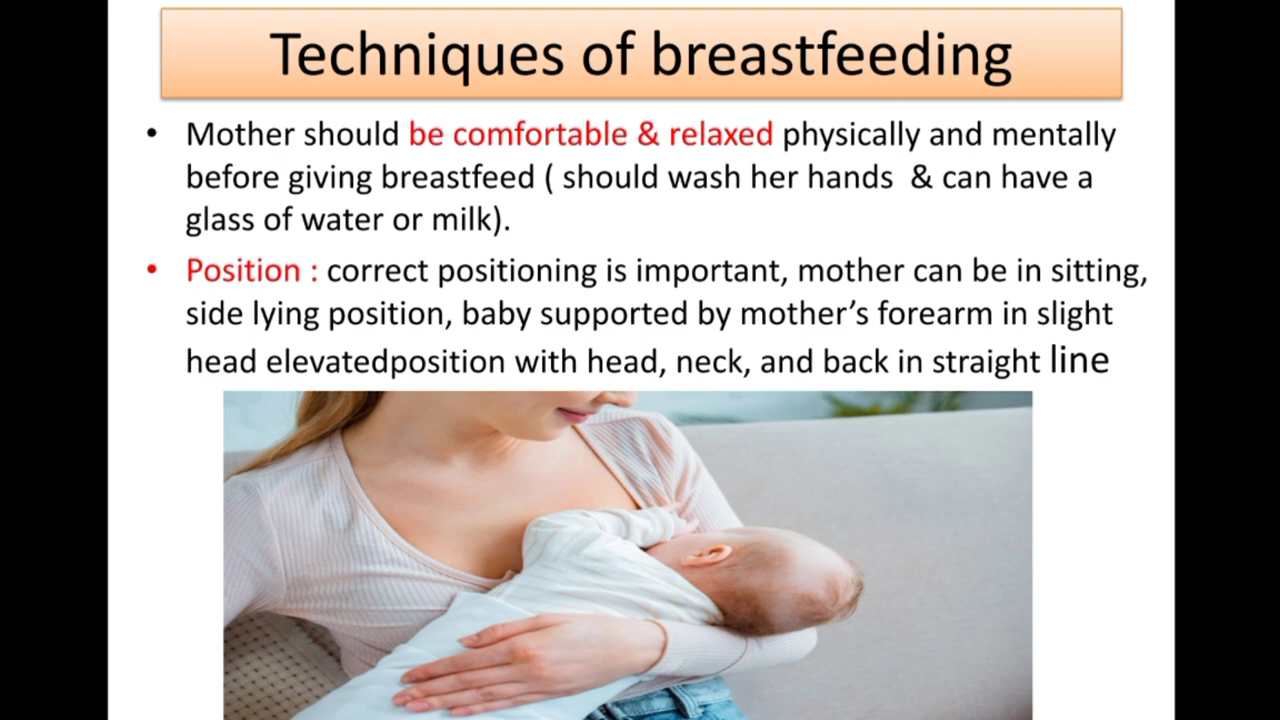 Techniques of breastfeeding
• Mother should be comfortable & relaxed physically and mentally
before giving breastfeed ( should wash her hands & can have a
glass of water or milk).
• Position : correct positioning is important, mother can be in sitting,
side lying position, baby supported by mother’s forearm in slight
head elevatedposition with head, neck, and back in straight line